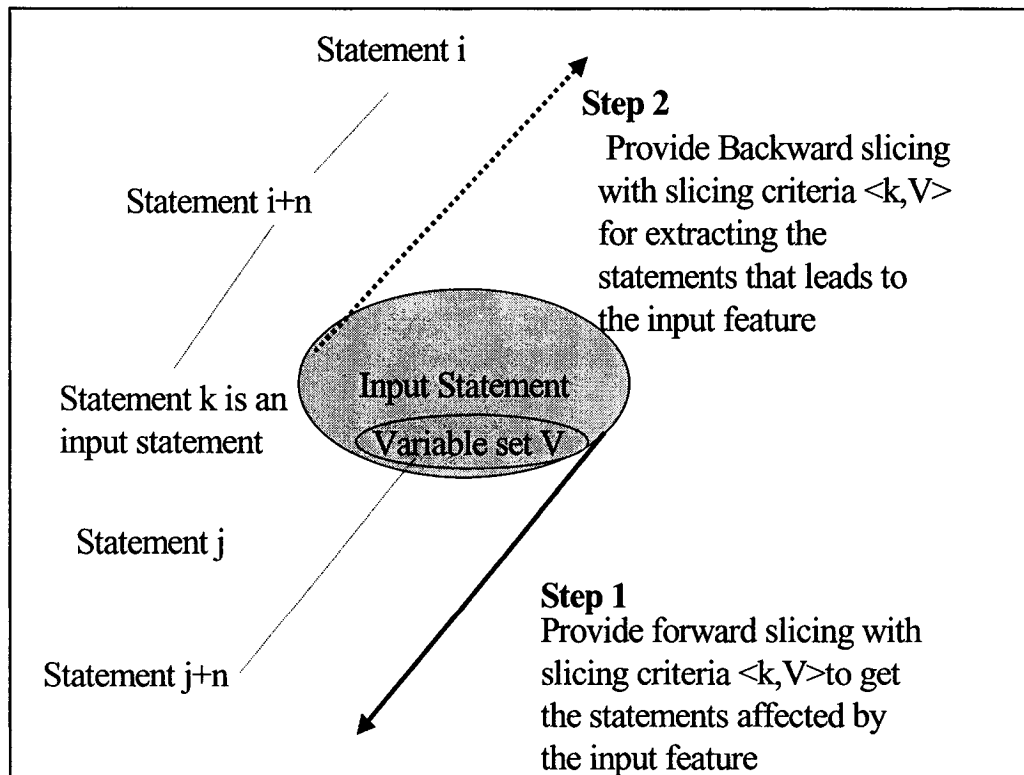 Statement i
Step 2
Provide Backward slicing
with slicing criteria <k,V>
for extracting the
statements that leads to
the input feature
Statement i+n
Input Statement
Variable set V
Statement k is an
input statement
Statement j
Statement j+n
Step 1
Provide forward slicing with
slicing criteria <k,V>to get
the statements affected by
the input feature